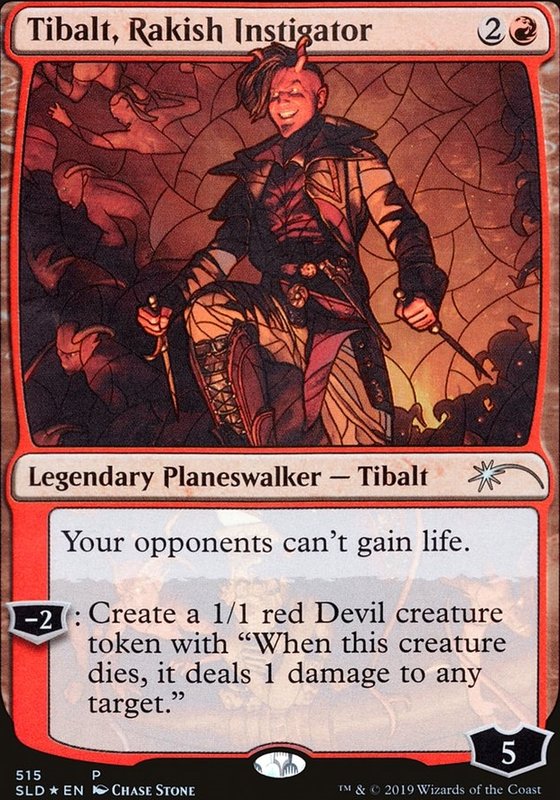 Tibalt, Rakish Instigator 2
Legendary Planeswalker — Tibalt
Your opponents can't gain life.
−2 : Create a 1/1 red Devil creature
token with “When this creature
dies, it deals 1 damage to any
target.”
5
515 P
SLD ★ EN Chase Stone
™ & © 2019 Wizards of the Coast